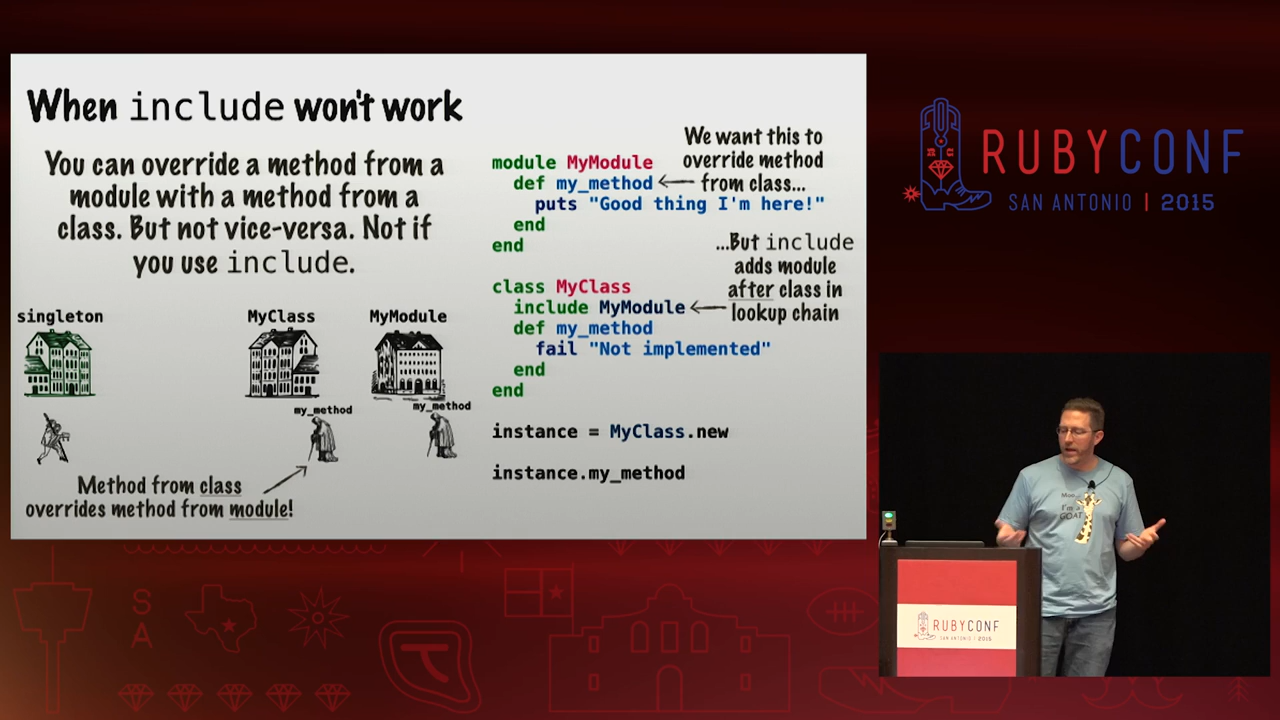 When include won't work
You can override a method from a
module with a method from a
class. But not vice-versa. Not if
you use include.
singleton
MyClass
MyModule
my_method
my_method
Method from class
overrides method from module!
module MyModule
def my_method
puts "Good thing I'm here!"
end
end
class MyClass
include MyModule
def my_method
fail "Not implemented"
end
end
instance = MyClass.new
instance.my_method
We want this to
override method
from class...
...But include
adds module
after class in
lookup chain
RUBYCONF
SAN ANTONIO | 2015
Moo.
I'm a
GOAT
RUBYCONF
SAN ANTONIO | 2015
S
A